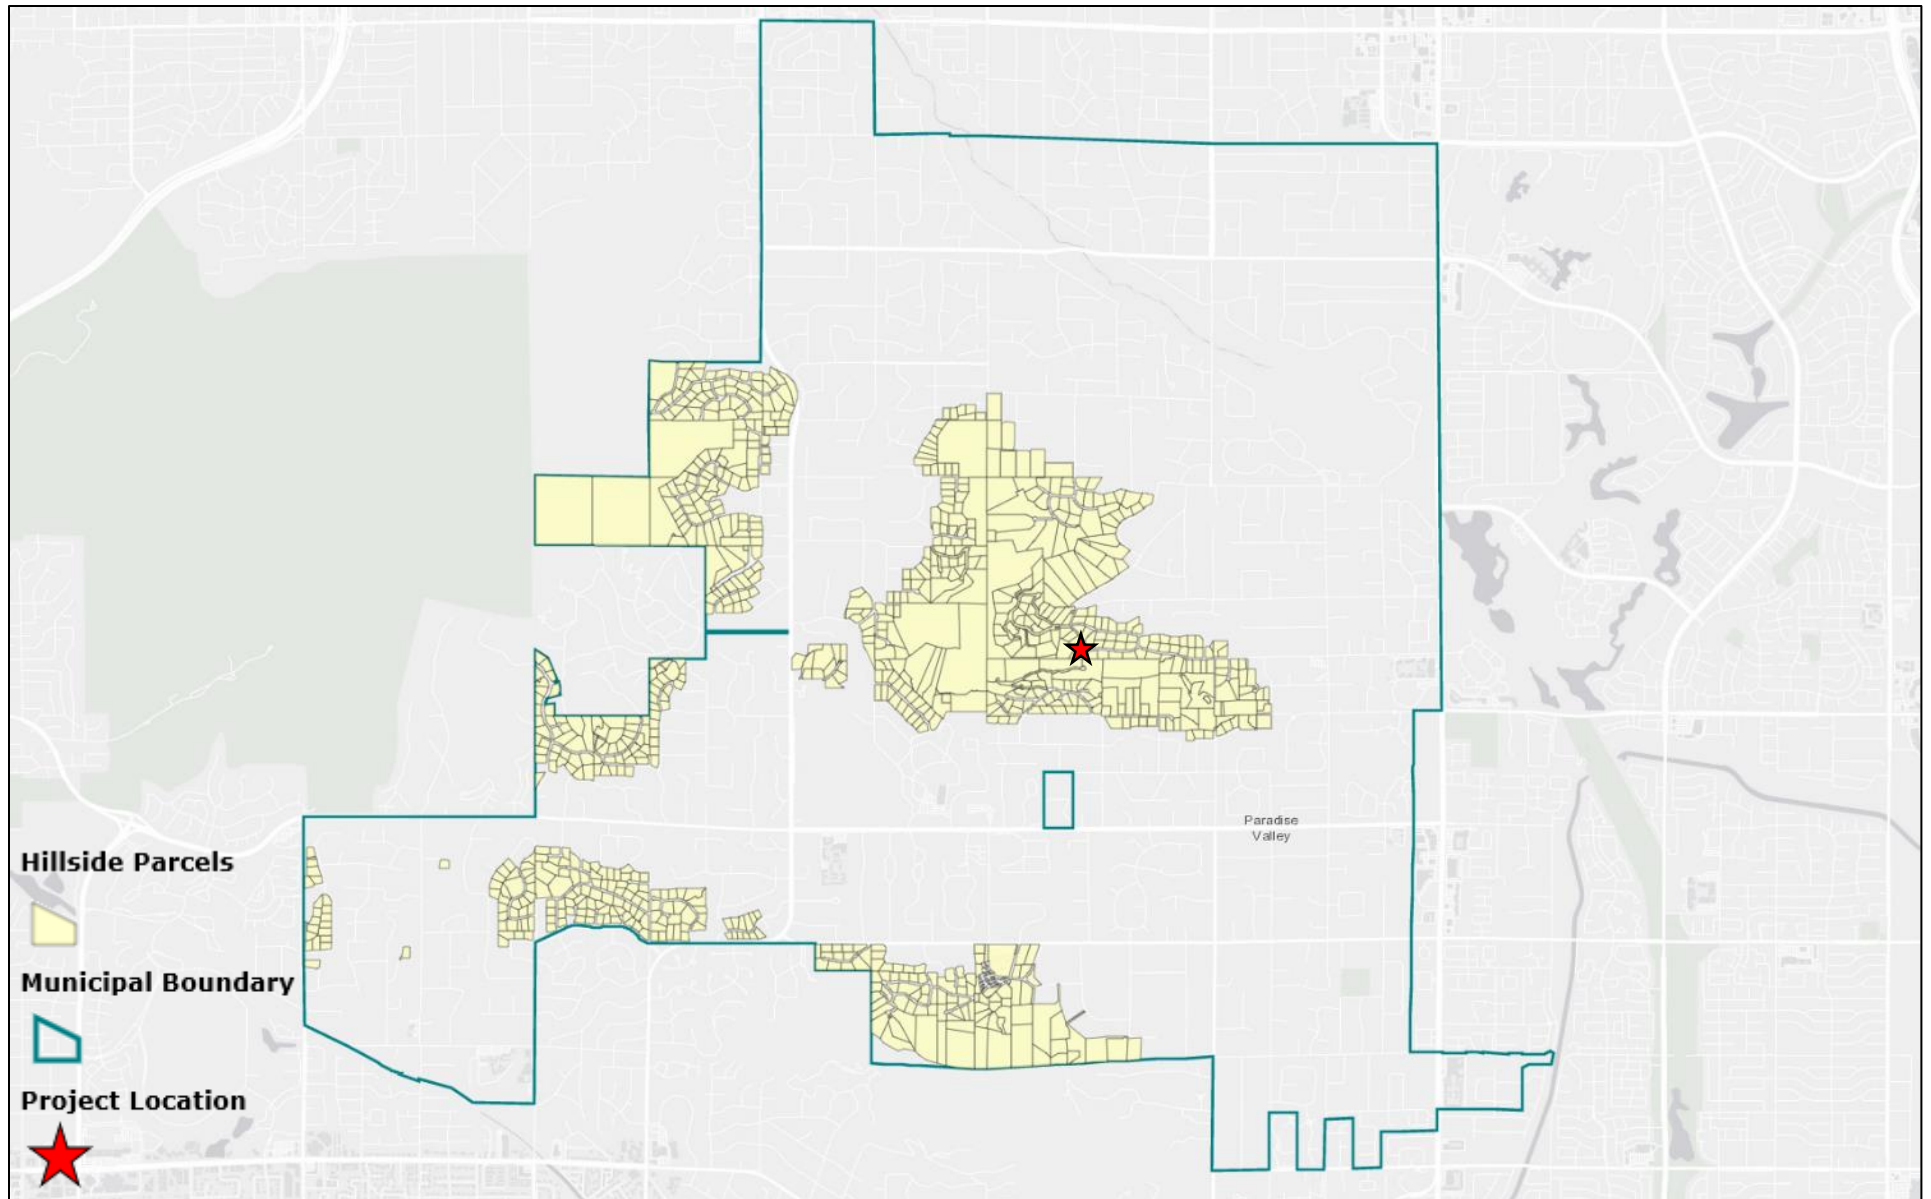 Paradise
Valley
Hillside Parcels
Municipal Boundary
Project Location